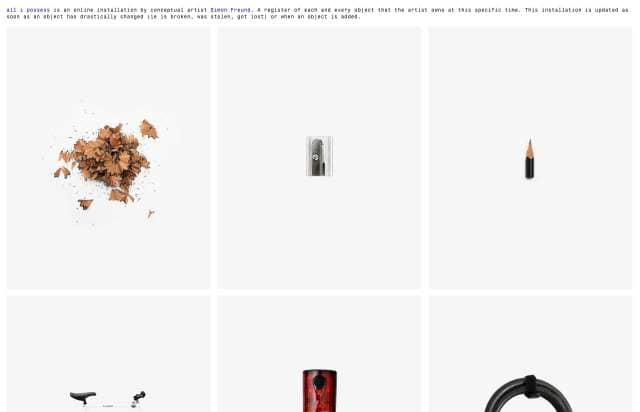 all i possess is an online installation by conceptual artist Simon Freund. A register of each and every object that the artist owns at this specific time. This installation is updated as
soon as an object has drastically changed (ie is broken, was stolen, got lost) or when an object is added.